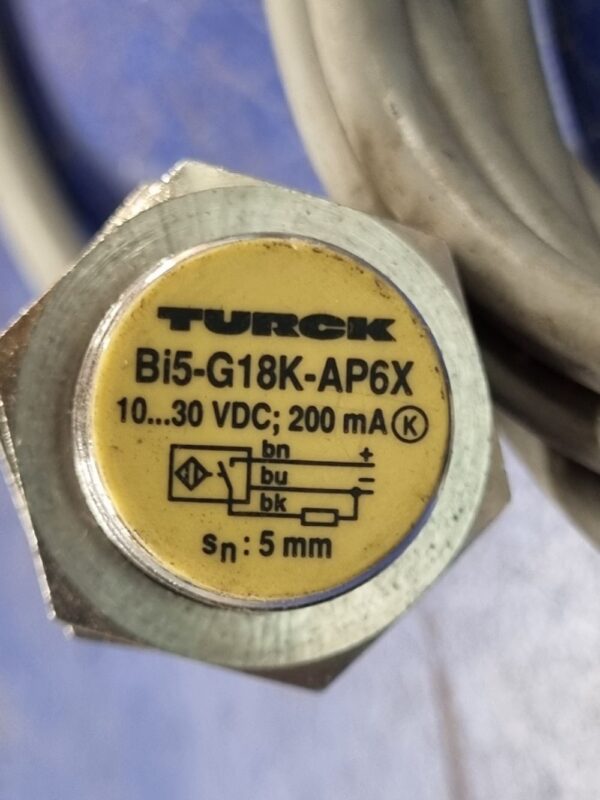 TURCK
Bi5-G18K-AP6X
10...30 VDC; 200 mA K
bn +
bu −
bk
sn: 5 mm